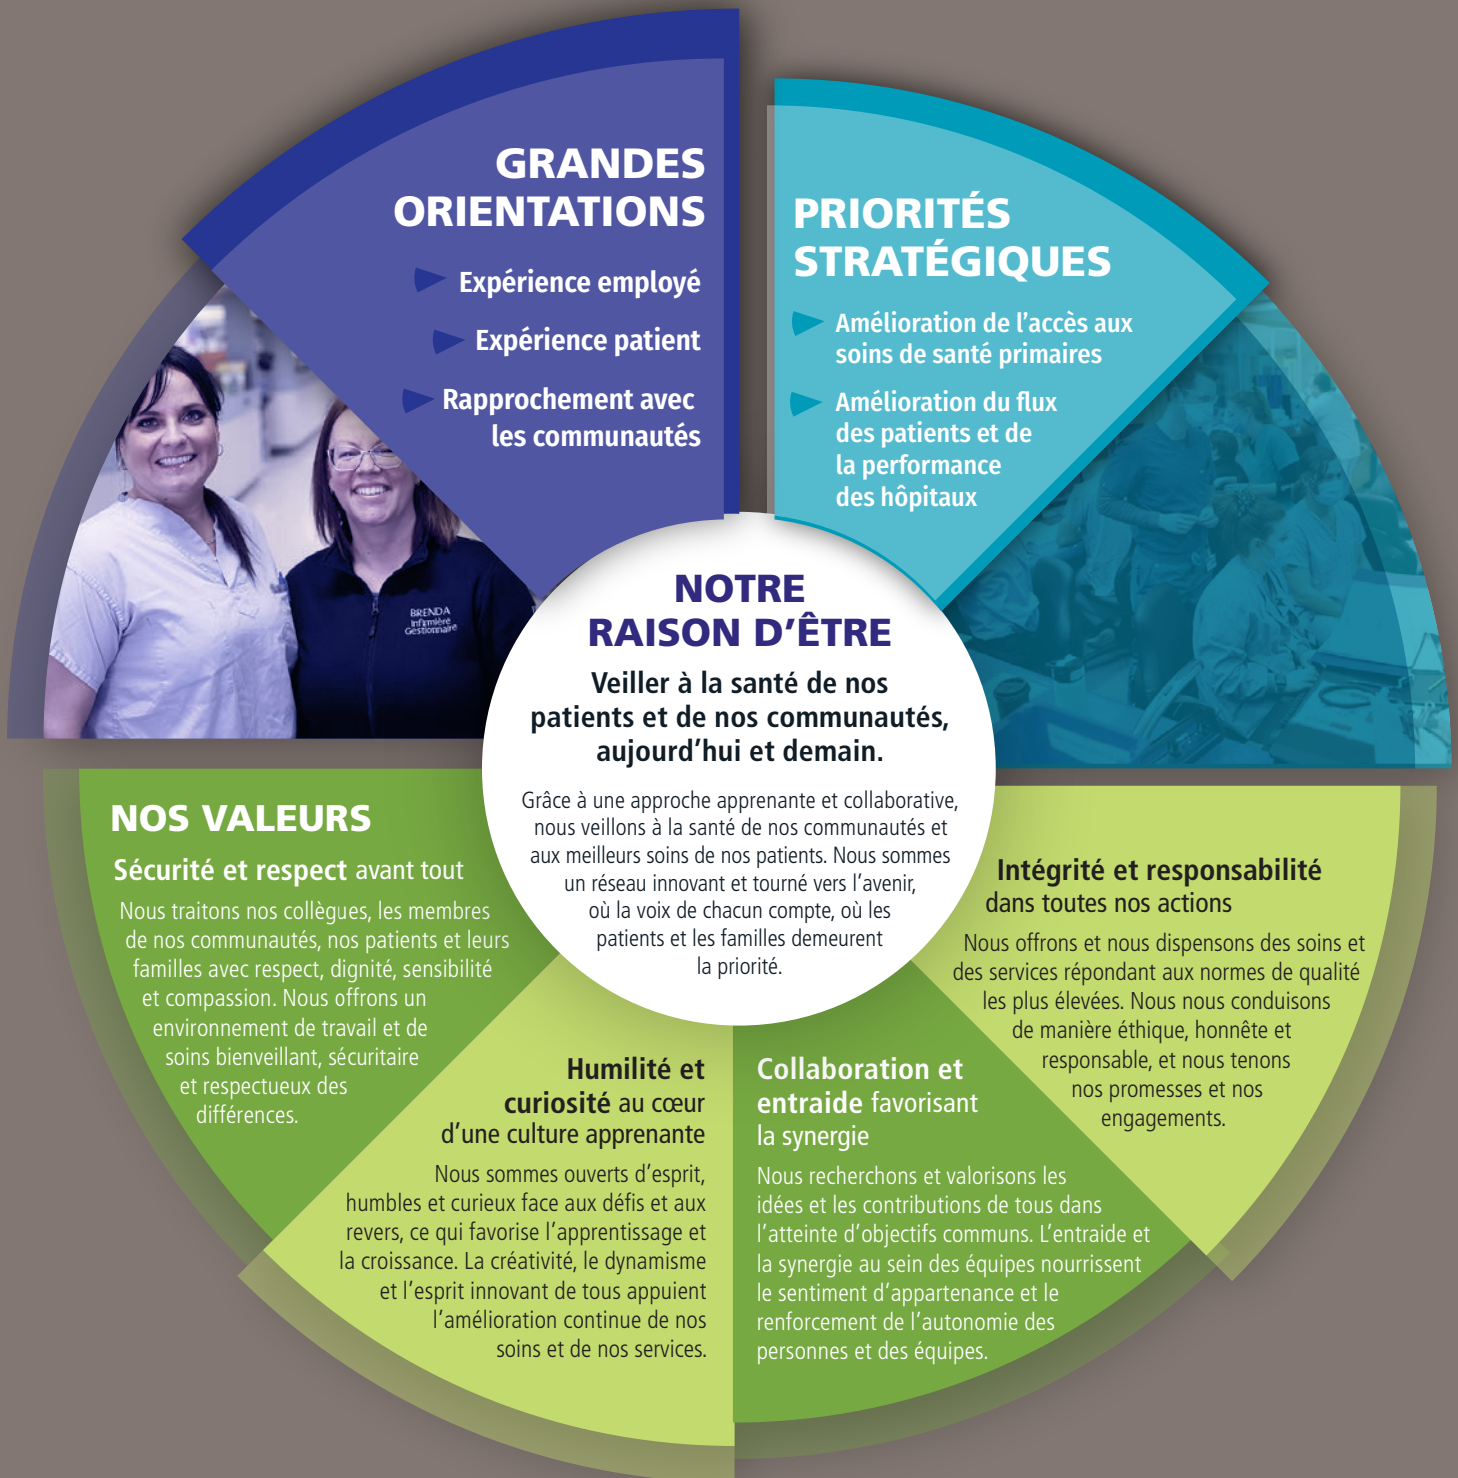 GRANDES
ORIENTATIONS
Expérience employé
Expérience patient
Rapprochement avec
les communautés
PRIORITÉS
STRATÉGIQUES
Amélioration de l’accès aux
soins de santé primaires
Amélioration du flux
des patients et de
la performance
des hôpitaux
BRENDA
Infirmière
Gestionnaire
NOTRE
RAISON D’ÊTRE
Veiller à la santé de nos
patients et de nos communautés,
aujourd’hui et demain.
Grâce à une approche apprenante et collaborative,
nous veillons à la santé de nos communautés et
aux meilleurs soins de nos patients. Nous sommes
un réseau innovant et tourné vers l’avenir,
où la voix de chacun compte, où les
patients et les familles demeurent
la priorité.
NOS VALEURS
Sécurité et respect avant tout
Nous traitons nos collègues, les membres
de nos communautés, nos patients et leurs
familles avec respect, dignité, sensibilité
et compassion. Nous offrons un
environnement de travail et de
soins bienveillant, sécuritaire
et respectueux des
différences.
Humilité et
curiosité au cœur
d’une culture apprenante
Nous sommes ouverts d’esprit,
humbles et curieux face aux défis et aux
revers, ce qui favorise l’apprentissage et
la croissance. La créativité, le dynamisme
et l’esprit innovant de tous appuient
l’amélioration continue de nos
soins et de nos services.
Collaboration et
entraide favorisant
la synergie
Nous recherchons et valorisons les
idées et les contributions de tous dans
l’atteinte d’objectifs communs. L’entraide et
la synergie au sein des équipes nourrissent
le sentiment d’appartenance et le
renforcement de l’autonomie des
personnes et des équipes.
Intégrité et responsabilité
dans toutes nos actions
Nous offrons et nous dispensons des soins et
des services répondant aux normes de qualité
les plus élevées. Nous nous conduisons
de manière éthique, honnête et
responsable, et nous tenons
nos promesses et nos
engagements.